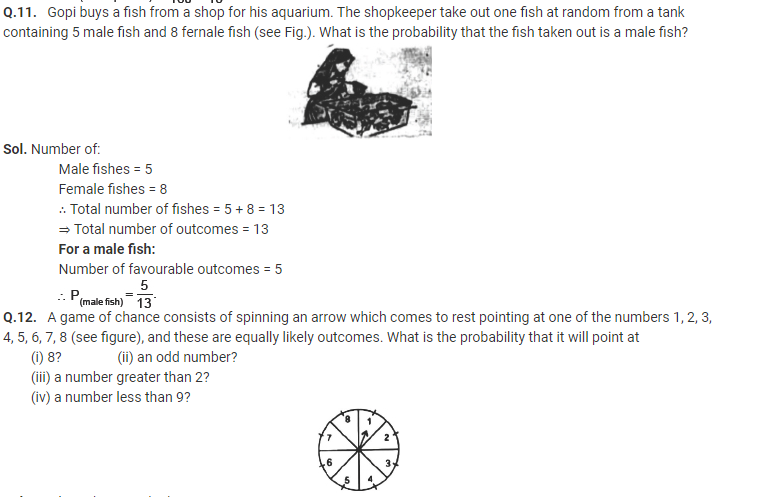 Q.11. Gopi buys a fish from a shop for his aquarium. The shopkeeper take out one fish at random from a tank
containing 5 male fish and 8 fernale fish (see Fig.). What is the probability that the fish taken out is a male fish?
Sol. Number of:
Male fishes = 5
Female fishes = 8
∴ Total number of fishes = 5 + 8 = 13
⇒ Total number of outcomes = 13
For a male fish:
Number of favourable outcomes = 5
∴ P(male fish) = 5/13.
Q.12. A game of chance consists of spinning an arrow which comes to rest pointing at one of the numbers 1, 2, 3,
4, 5, 6, 7, 8 (see figure), and these are equally likely outcomes. What is the probability that it will point at
(i) 8? (ii) an odd number?
(iii) a number greater than 2?
(iv) a number less than 9?
8 1
7 2
6 3
5 4